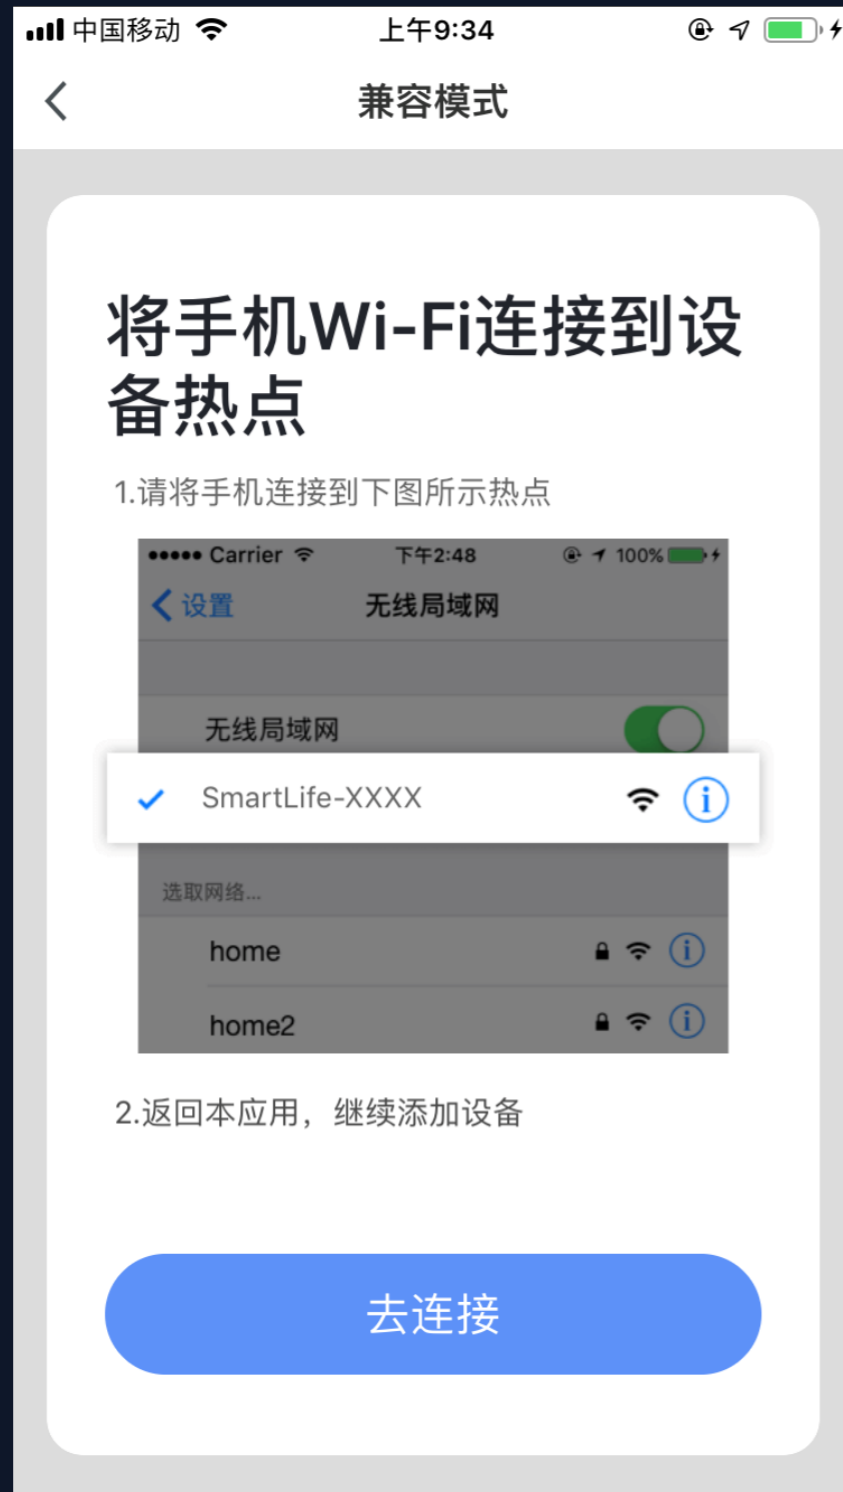 中国移动 上午9:34
兼容模式
将手机Wi-Fi连接到设
备热点
1.请将手机连接到下图所示热点
Carrier 下午2:48 100%
设置 无线局域网
无线局域网
SmartLife-XXXX
选取网络...
home
home2
2.返回本应用，继续添加设备
去连接